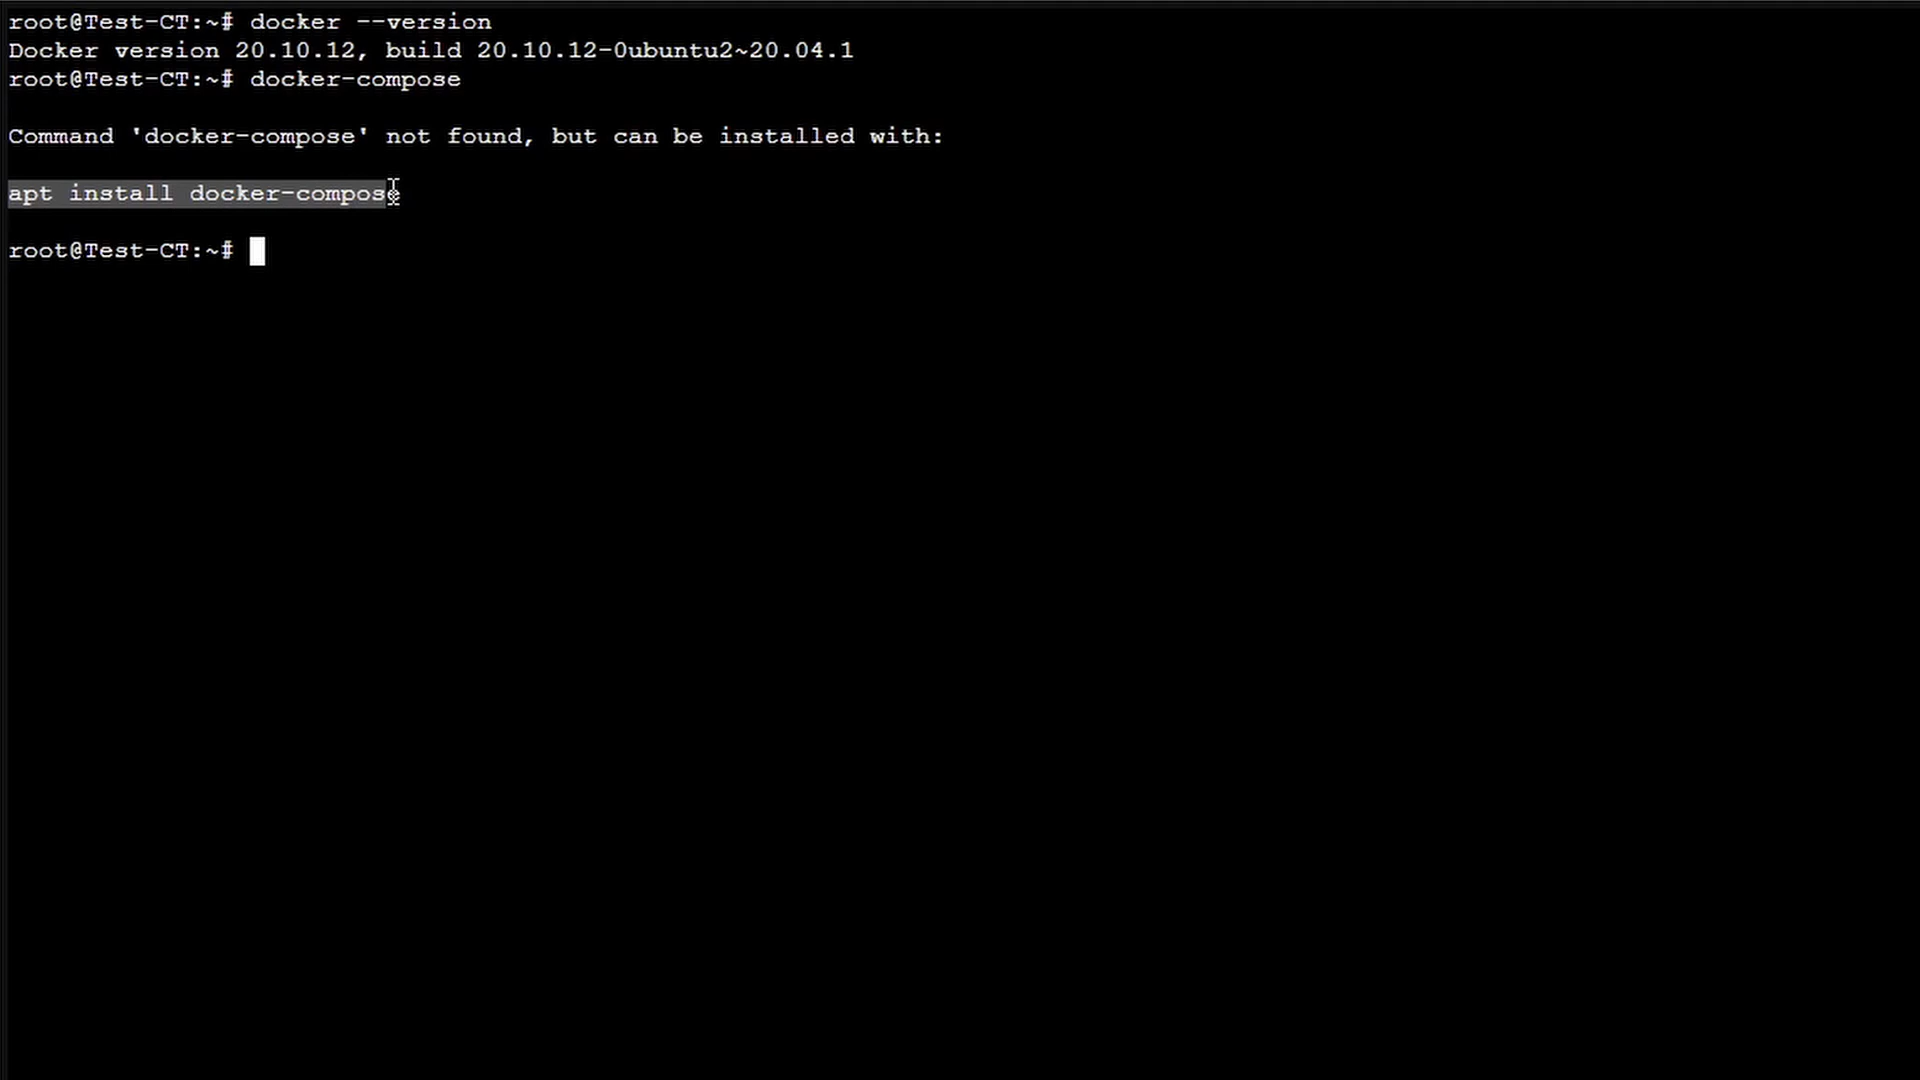 root@Test-CT:~# docker --version
Docker version 20.10.12, build 20.10.12-0ubuntu2~20.04.1
root@Test-CT:~# docker-compose
Command 'docker-compose' not found, but can be installed with:
apt install docker-compose
root@Test-CT:~#